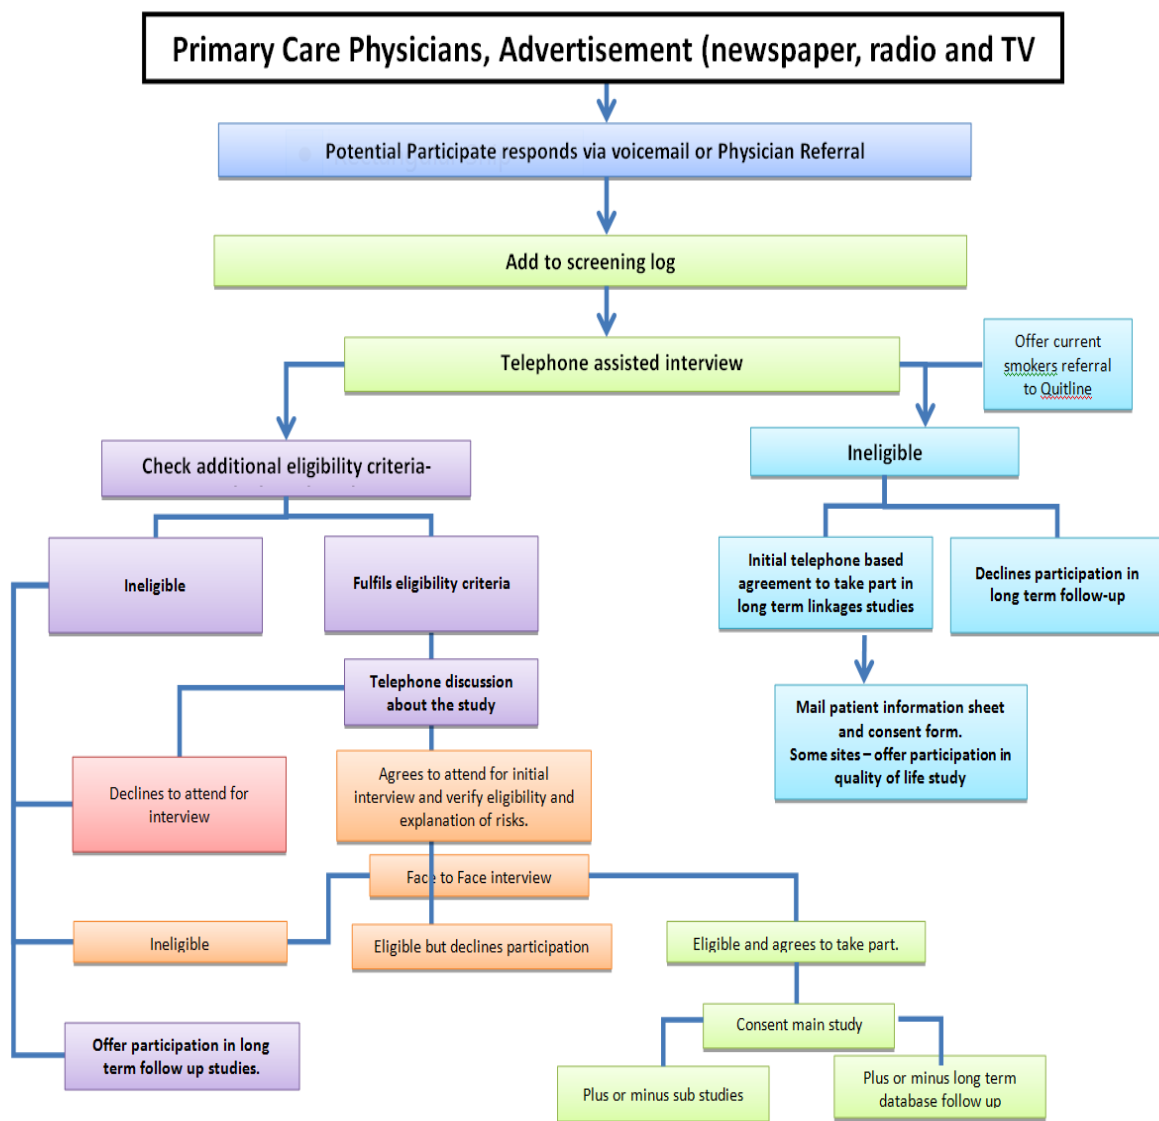 Primary Care Physicians, Advertisement (newspaper, radio and TV
Potential Participate responds via voicemail or Physician Referral
Add to screening log
Telephone assisted interview
Offer current
smokers referral
to Quitline
Check additional eligibility criteria-
Ineligible
Ineligible
Fulfils eligibility criteria
Initial telephone based
agreement to take part in
long term linkages studies
Declines participation in
long term follow-up
Telephone discussion
about the study
Mail patient information sheet
and consent form.
Some sites – offer participation in
quality of life study
Declines to attend for
interview
Agrees to attend for initial
interview and verify eligibility and
explanation of risks.
Face to Face interview
Ineligible
Eligible but declines participation
Eligible and agrees to take part.
Consent main study
Offer participation in long
term follow up studies.
Plus or minus sub studies
Plus or minus long term
database follow up